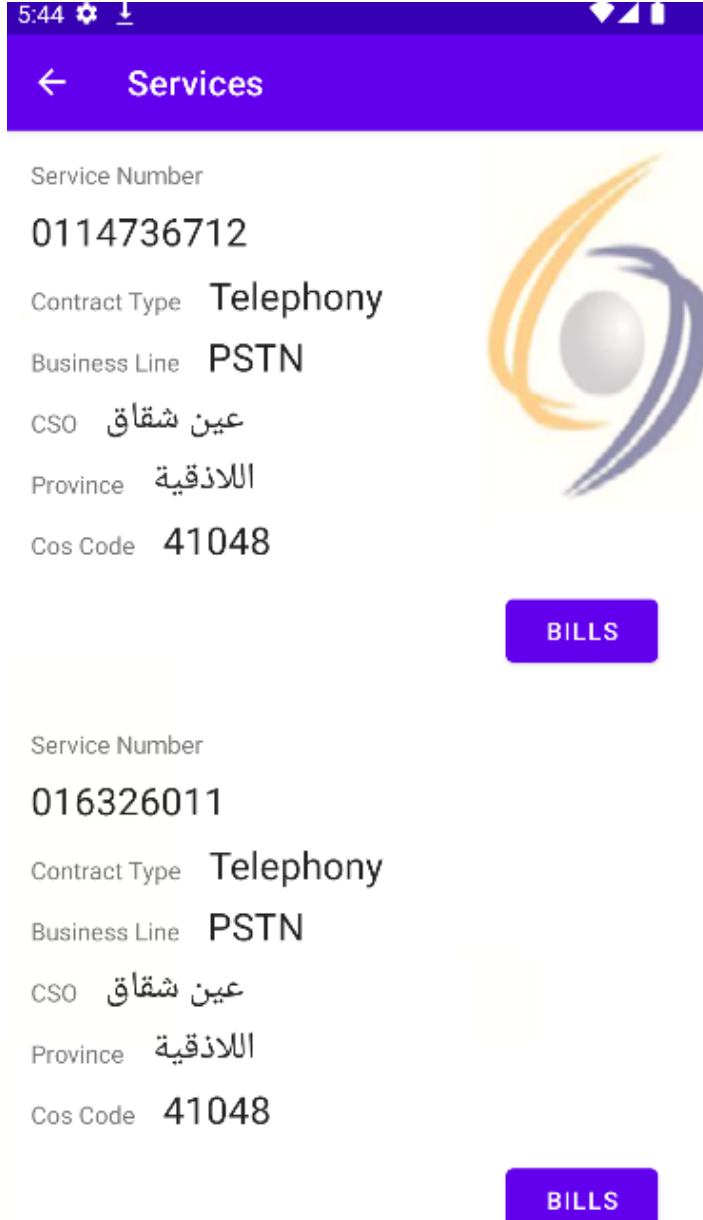 5:44
Services
Service Number
0114736712
Contract Type Telephony
Business Line PSTN
CSO عين شقاق
Province اللاذقية
Cos Code 41048
BILLS
Service Number
016326011
Contract Type Telephony
Business Line PSTN
CSO عين شقاق
Province اللاذقية
Cos Code 41048
BILLS